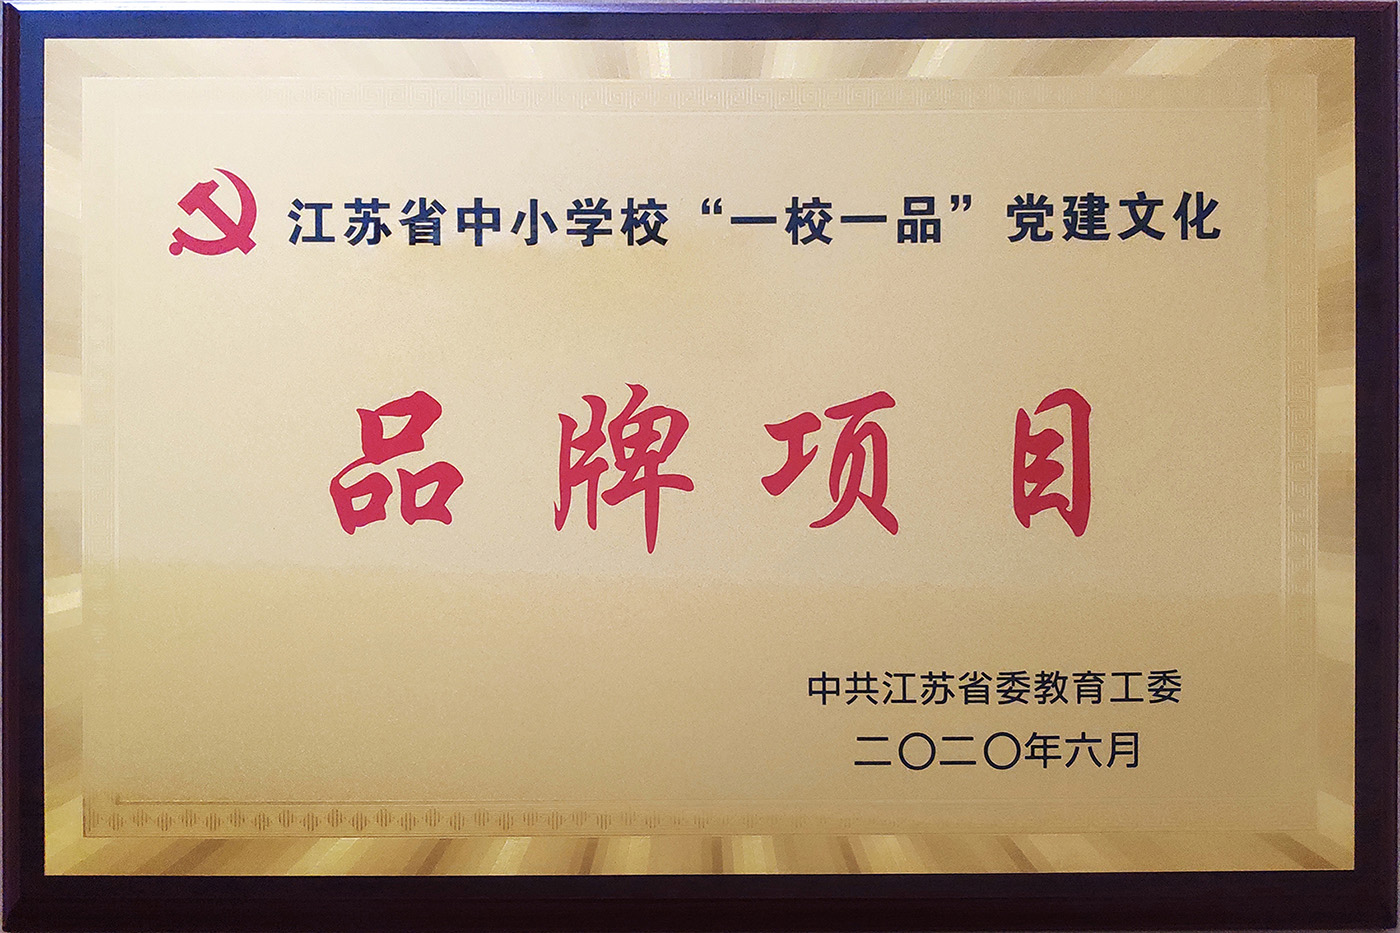 江苏省中小学校“一校一品”党建文化
品牌项目
中共江苏省委教育工委
二〇二〇年六月